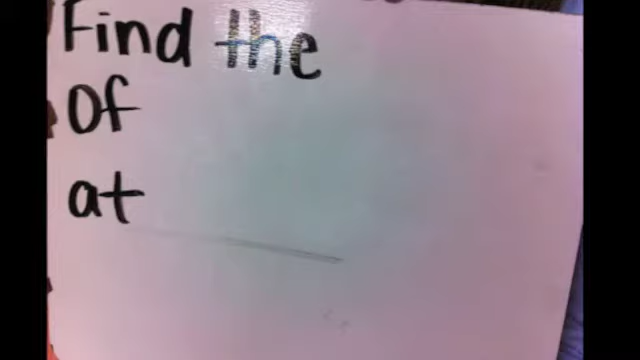 Find the
of
at